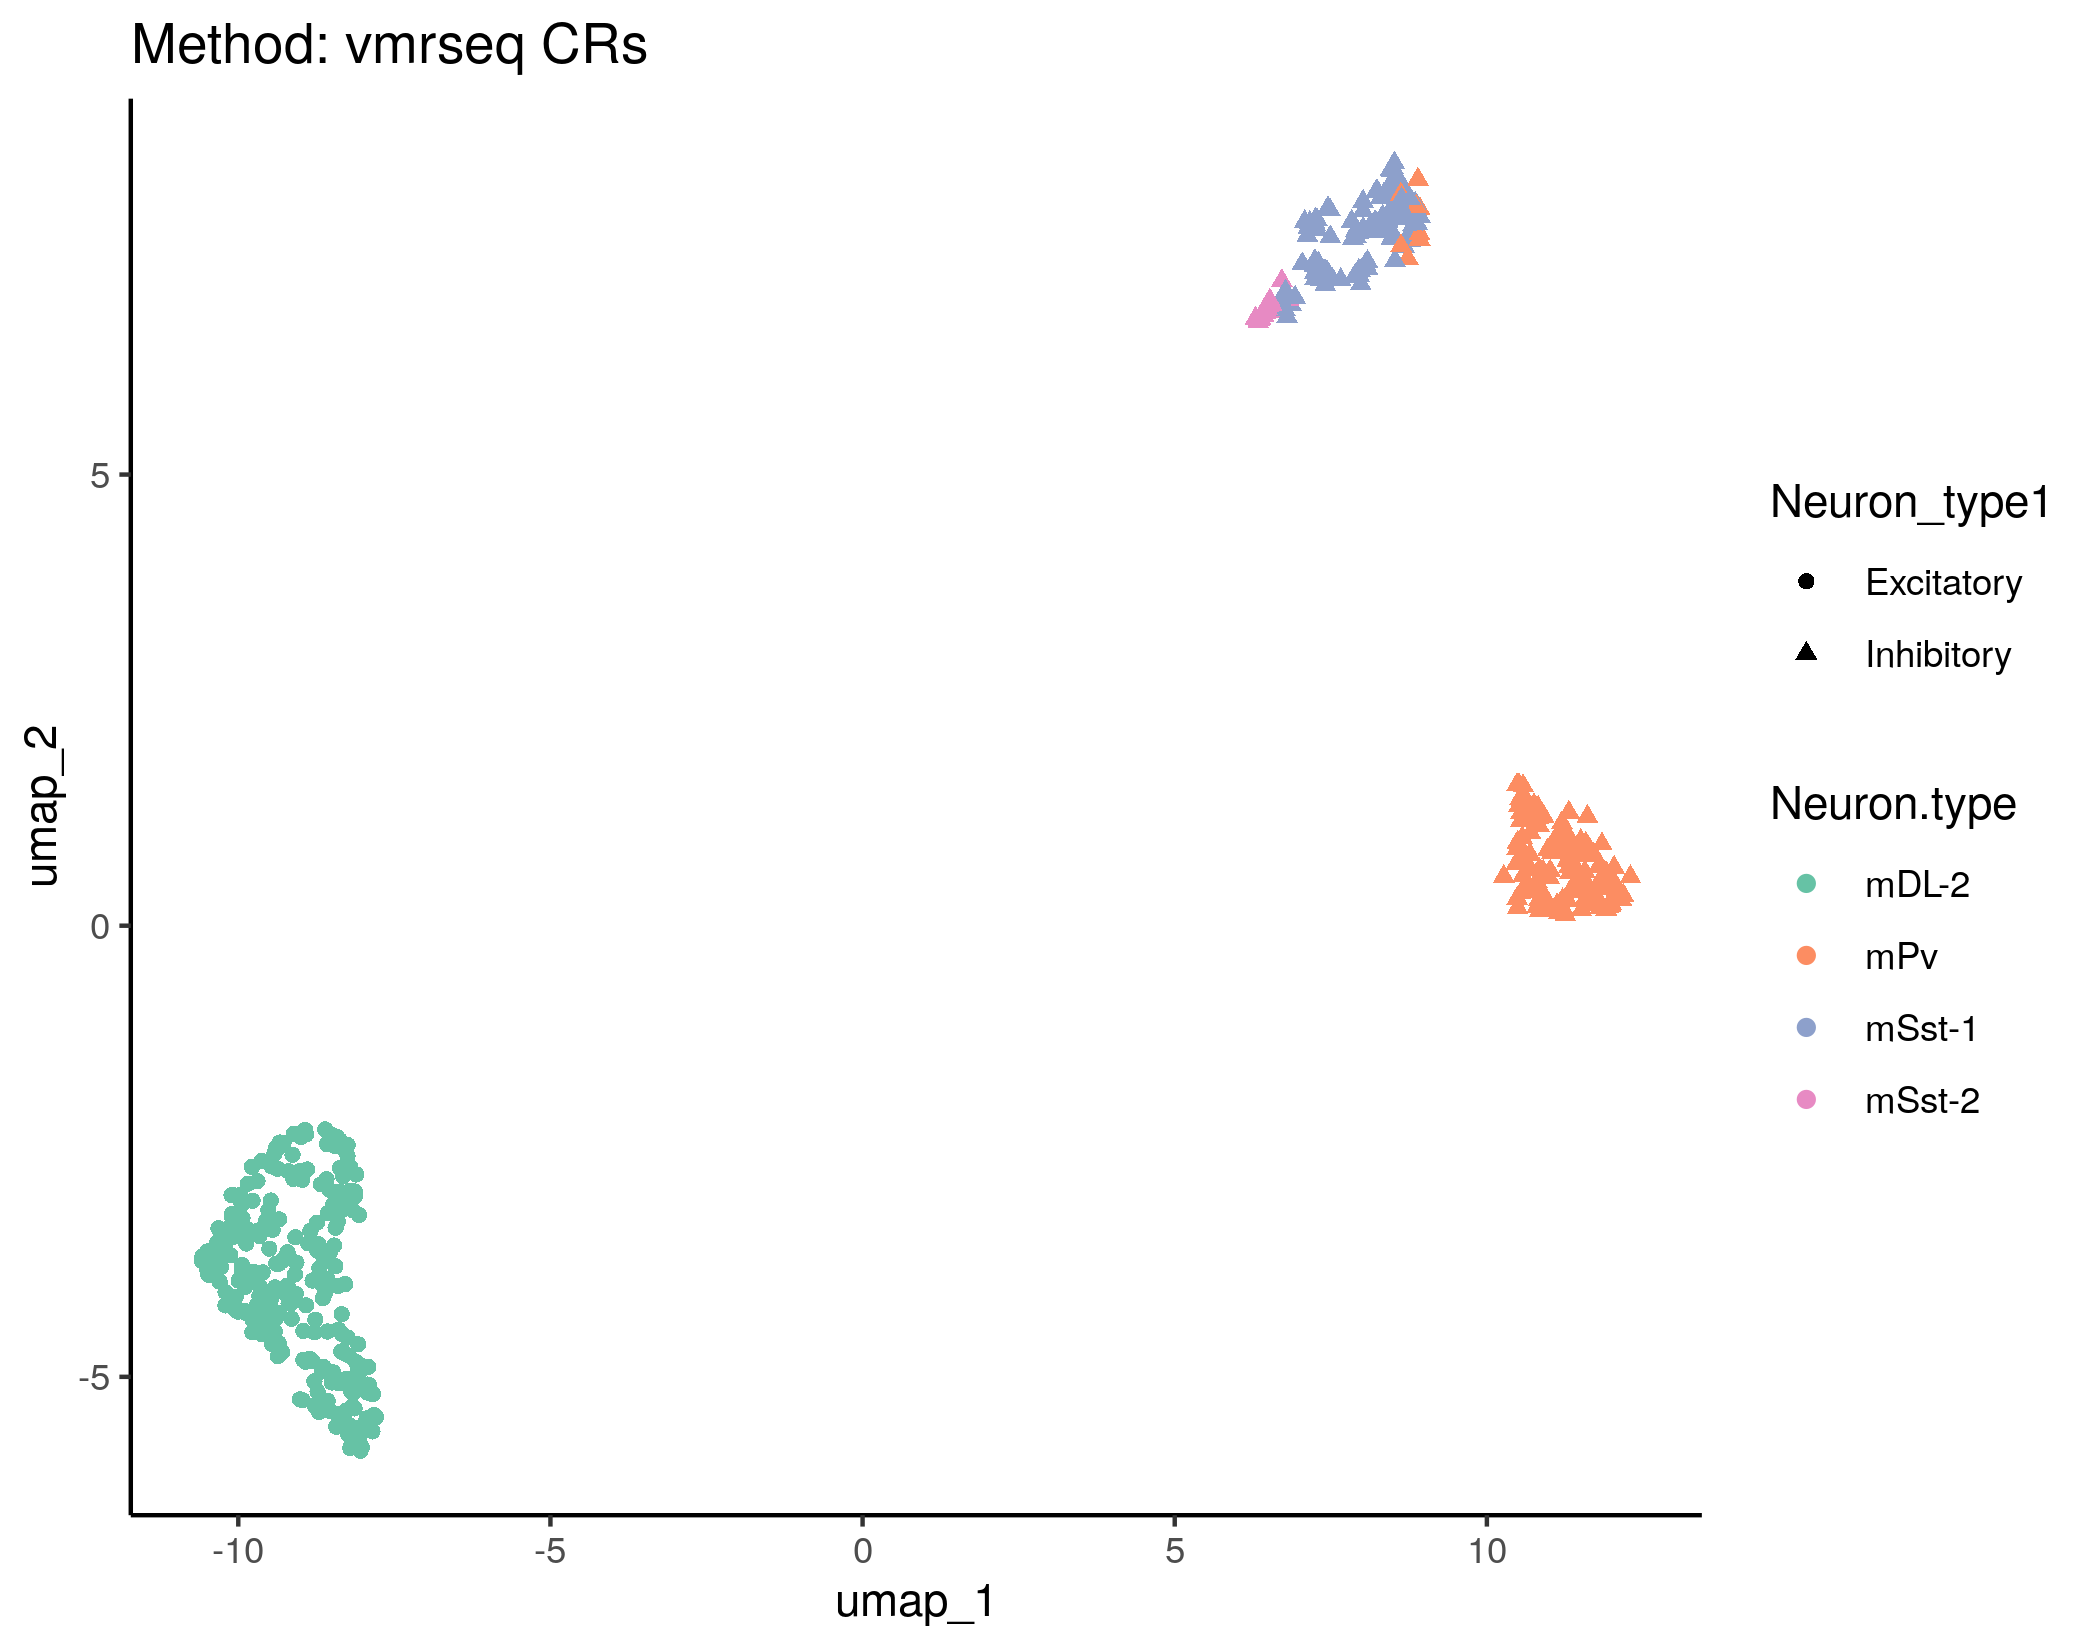 Method: vmrseq CRs
umap_2
5
0
-5
-10
-5
0
5
10
umap_1
Neuron_type1
Excitatory
Inhibitory
Neuron.type
mDL-2
mPv
mSst-1
mSst-2